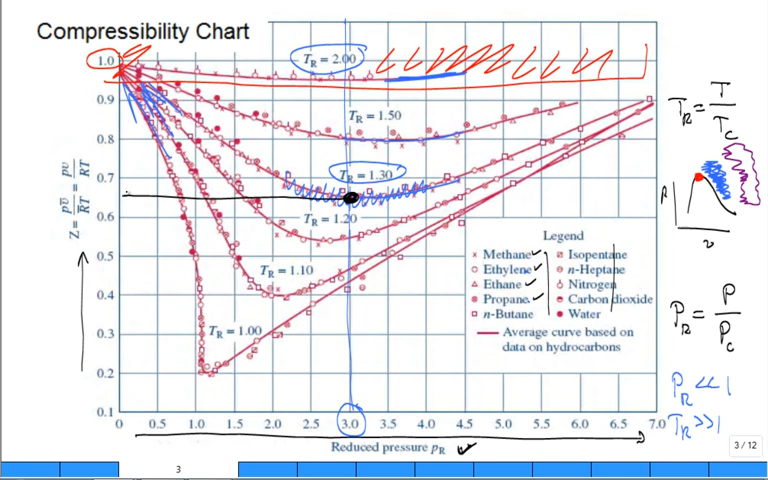 Compressibility Chart
1.0
0.9
0.8
0.7
0.6
0.5
0.4
0.3
0.2
0.1
Z = pv̄/R̄T = pv/RT
T_R = 2.00
T_R = 1.50
T_R = 1.30
T_R = 1.20
T_R = 1.10
T_R = 1.00
Legend
× Methane ✓
○ Ethylene ✓
△ Ethane ✓
Propane ✓
□ n-Butane
Isopentane
n-Heptane
Nitrogen
Carbon dioxide
● Water
Average curve based on
data on hydrocarbons
0 0.5 1.0 1.5 2.0 2.5 3.0 3.5 4.0 4.5 5.0 5.5 6.0 6.5 7.0
Reduced pressure p_R ✓
T_R = T/T_C
v
P_R = P/P_C
P_R << 1
T_R >> 1
3 / 12
3